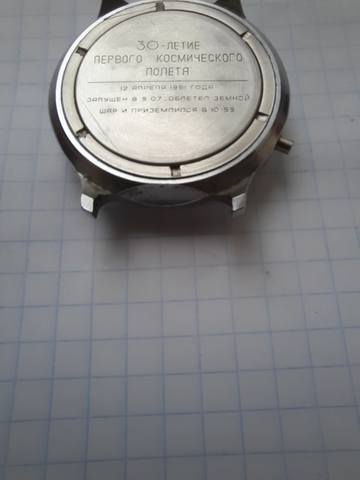 30-ЛЕТИЕ
ПЕРВОГО КОСМИЧЕСКОГО
ПОЛЕТА
12 АПРЕЛЯ 1961 ГОДА
ЗАПУЩЕН В 9.07, ОБЛЕТЕЛ ЗЕМНОЙ
ШАР И ПРИЗЕМЛИЛСЯ В 10.55